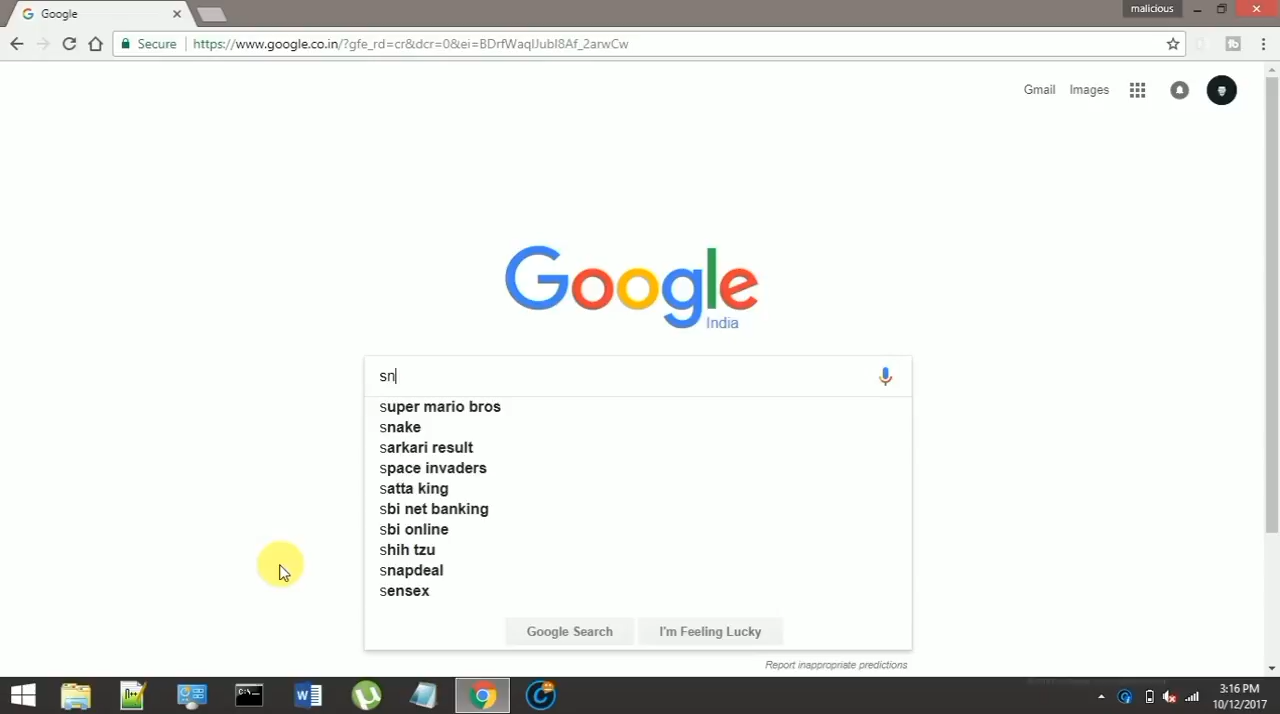 Google
malicious
Secure
https://www.google.co.in/?gfe_rd=cr&dcr=0&ei=BDrfWaqIJubI8Af_2arwCw
Gmail Images
Google
India
sn
super mario bros
snake
sarkari result
space invaders
satta king
sbi net banking
sbi online
shih tzu
snapdeal
sensex
Google Search
I'm Feeling Lucky
Report inappropriate predictions
3:16 PM
10/12/2017